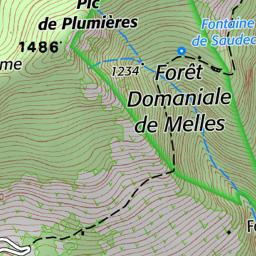 Pic
de Plumières
1486
Fontaine
de Saudec
1234
Forêt
Domaniale
de Melles